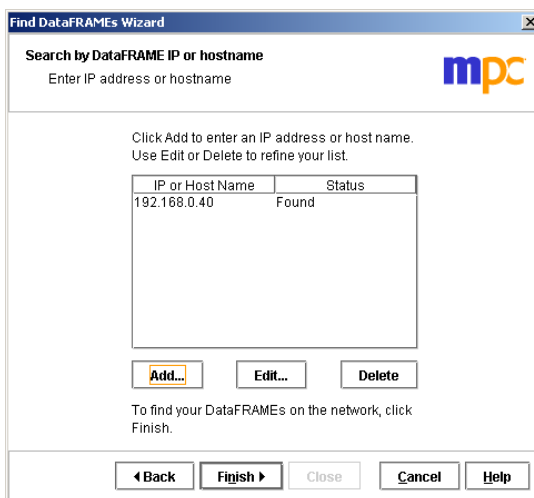 Find DataFRAMEs Wizard
Search by DataFRAME IP or hostname
Enter IP address or hostname
mpc
Click Add to enter an IP address or host name.
Use Edit or Delete to refine your list.
IP or Host Name Status
192.168.0.40 Found
Add... Edit... Delete
To find your DataFRAMEs on the network, click
Finish.
Back Finish Close Cancel Help